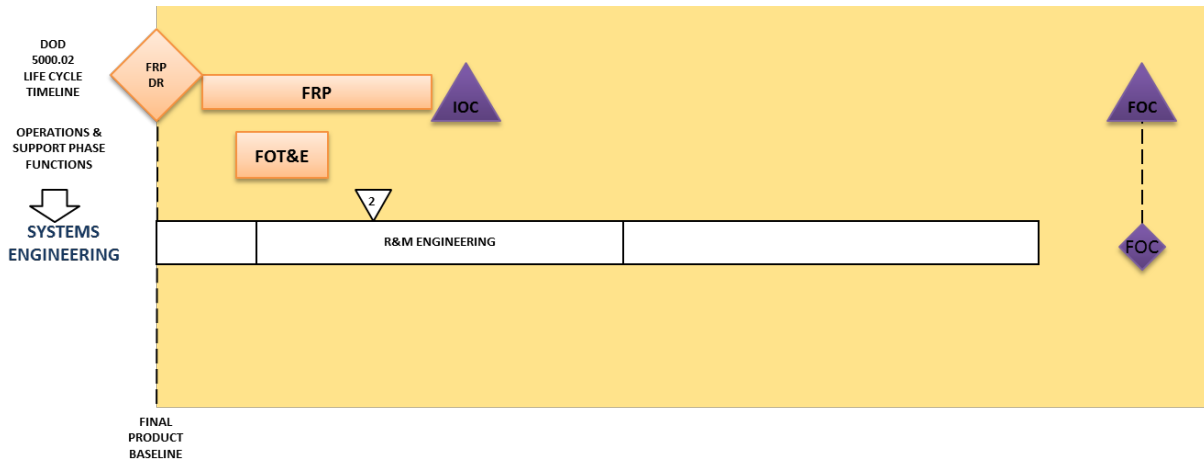 DOD
5000.02
LIFE CYCLE
TIMELINE
FRP
DR
FRP
IOC
FOC
OPERATIONS &
SUPPORT PHASE
FUNCTIONS
FOT&E
2
SYSTEMS
ENGINEERING
R&M ENGINEERING
FOC
FINAL
PRODUCT
BASELINE